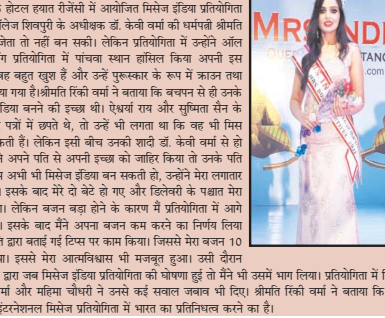 होटल हयात रीजेंसी में आयोजित मिसेज इंडिया प्रतियोगिता
ॉलेज शिवपुरी के अधीक्षक डॉ. केवी वर्मा की धर्मपत्नी श्रीमति
जेता तो नहीं बन सकी। लेकिन प्रतियोगिता में उन्होंने ऑल
ंग प्रतियोगिता में पांचवा स्थान हांसिल किया अपनी इस
वह बहुत खुश हैं और उन्हें पुरूस्कार के रूप में क्राउन तथा
या गया है।श्रीमति रिंकी वर्मा ने बताया कि बचपन से ही उनके
डिया बनने की इच्छा थी। ऐश्वर्या राय और सुष्मिता सैन के
पत्रों में छपते थे, तो उन्हें भी लगता था कि वह भी मिस
कती हैं। लेकिन इसी बीच उनकी शादी डॉ. केवी वर्मा से हो
ने अपने पति से अपनी इच्छा को जाहिर किया तो उनके पति
अभी भी मिसेज इंडिया बन सकती हो, उन्होंने मेरा लगातार
। इसके बाद मेरे दो बेटे हो गए और डिलेवरी के पश्चात मेरा
। लेकिन बजन बड़ा होने के कारण मैं प्रतियोगिता में आगे
। इसके बाद मैंने अपना बजन कम करने का निर्णय लिया
द्वारा बताई गई टिप्स पर काम किया। जिससे मेरा बजन 10
। इससे मेरा आत्मविश्वास भी मजबूत हुआ। उसी दौरान
द्वारा जब मिसेज इंडिया प्रतियोगिता की घोषणा हुई तो मैंने भी उसमें भाग लिया। प्रतियोगिता में
र्मा और महिमा चौधरी ने उनसे कई सवाल जबाव भी दिए। श्रीमति रिंकी वर्मा ने बताया कि
इंटरनेशनल मिसेज प्रतियोगिता में भारत का प्रतिनिधत्व करने का है।
MRS INDI